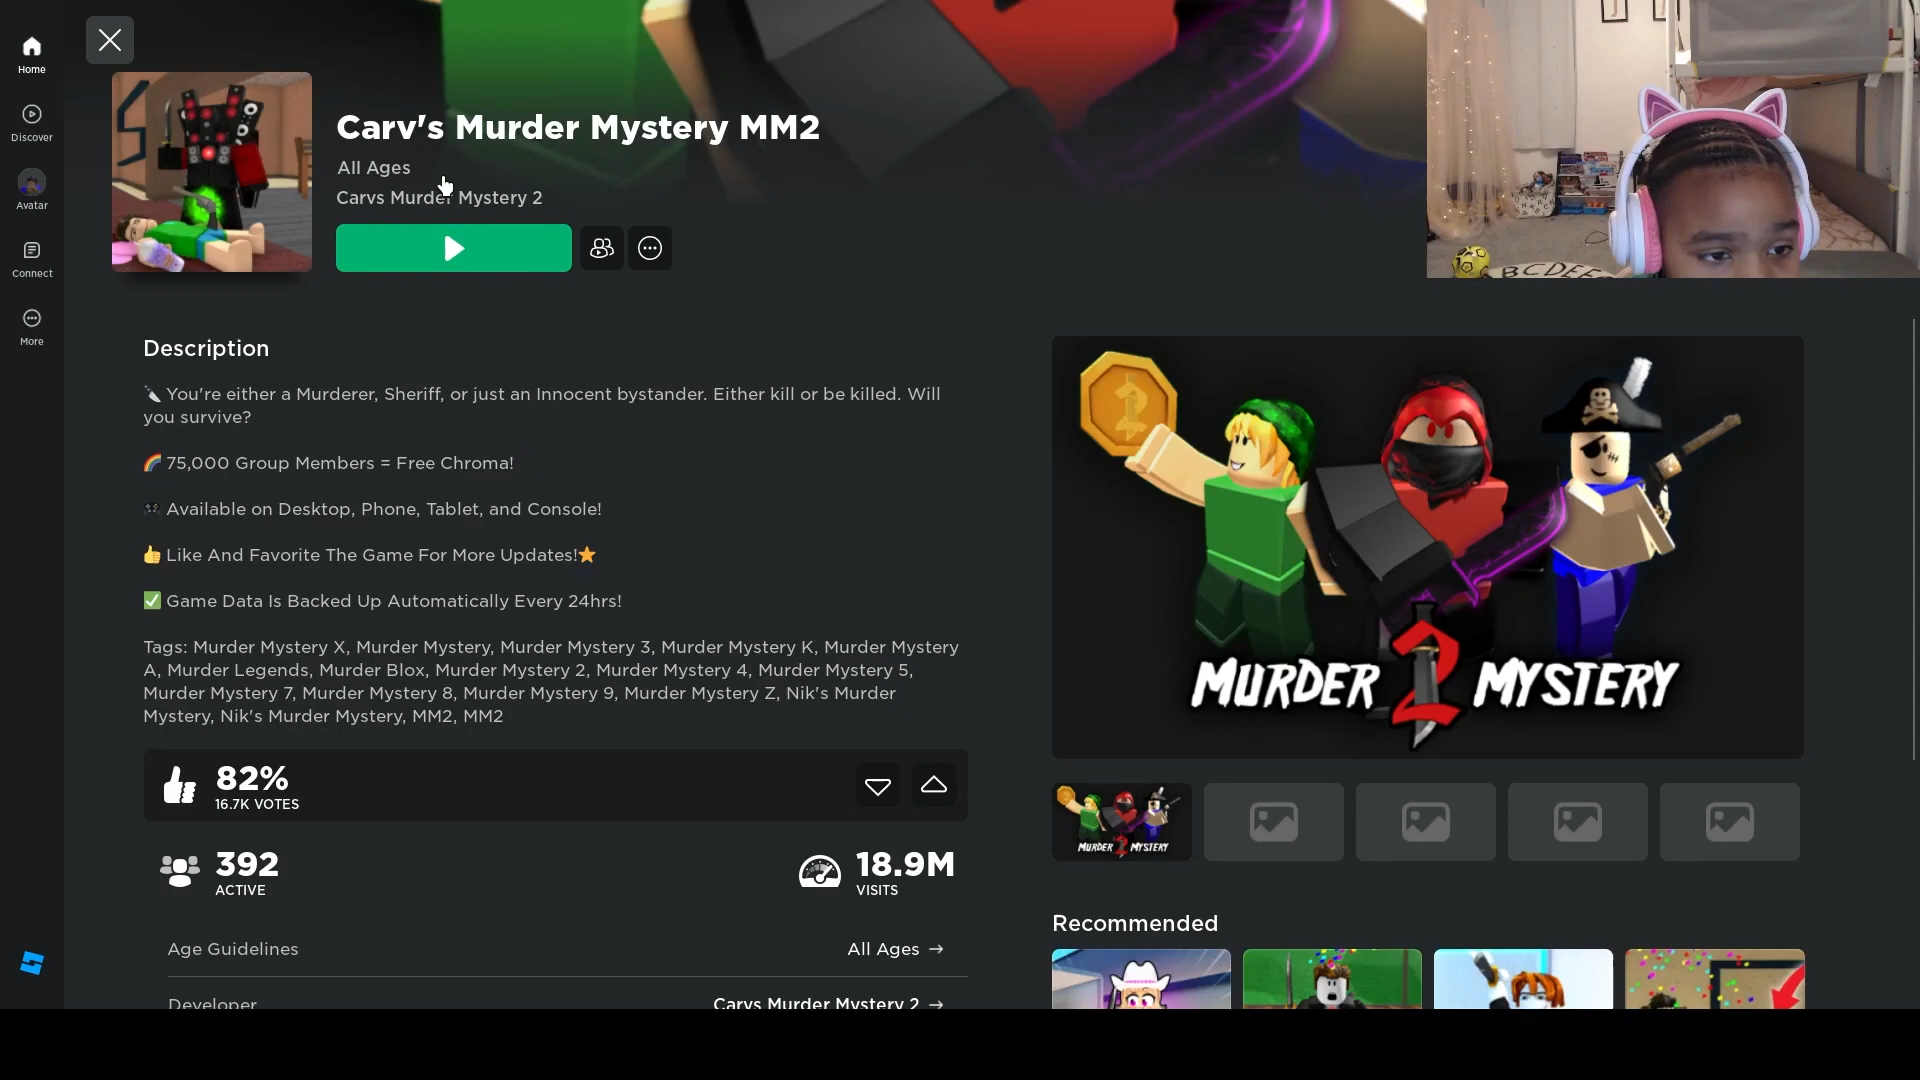 Home
Discover
Avatar
Connect
More
Carv's Murder Mystery MM2
All Ages
Carvs Murder Mystery 2
Description
You're either a Murderer, Sheriff, or just an Innocent bystander. Either kill or be killed. Will
you survive?
75,000 Group Members = Free Chroma!
Available on Desktop, Phone, Tablet, and Console!
Like And Favorite The Game For More Updates!
Game Data Is Backed Up Automatically Every 24hrs!
Tags: Murder Mystery X, Murder Mystery, Murder Mystery 3, Murder Mystery K, Murder Mystery
A, Murder Legends, Murder Blox, Murder Mystery 2, Murder Mystery 4, Murder Mystery 5,
Murder Mystery 7, Murder Mystery 8, Murder Mystery 9, Murder Mystery Z, Nik's Murder
Mystery, Nik's Murder Mystery, MM2, MM2
82%
16.7K VOTES
392
ACTIVE
18.9M
VISITS
Age Guidelines
All Ages
Developer
Carvs Murder Mystery 2
BCDEF
2
MURDER 2 MYSTERY
MURDER 2 MYSTERY
Recommended